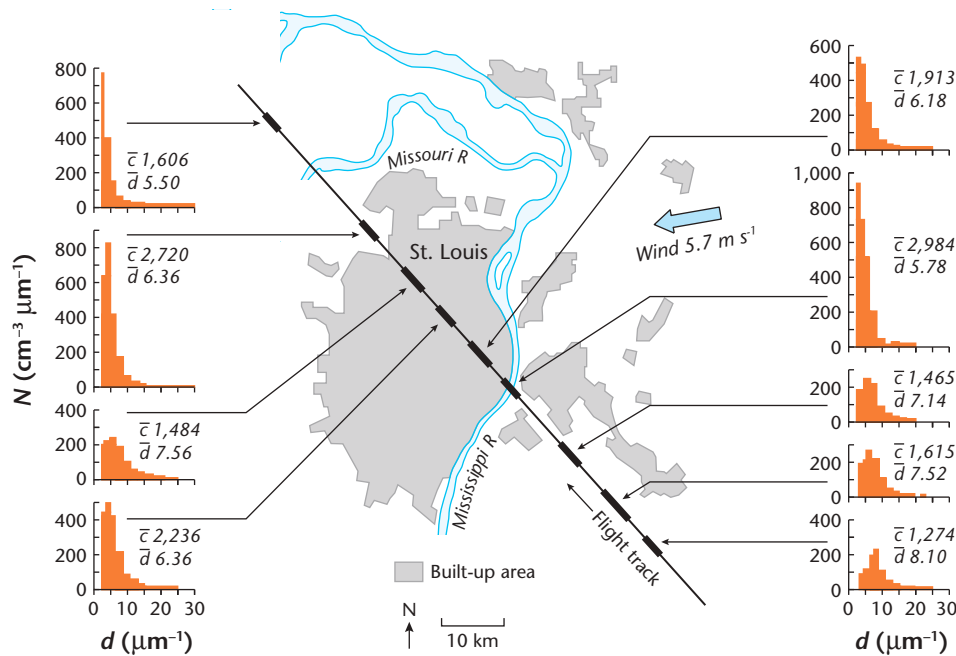 800
600
400
200
0
c̅ 1,606
d̅ 5.50
800
600
400
200
0
c̅ 2,720
d̅ 6.36
400
200
0
c̅ 1,484
d̅ 7.56
400
200
0
c̅ 2,236
d̅ 6.36
0 10 20 30
d (μm⁻¹)
N (cm⁻³ μm⁻¹)
Missouri R
St. Louis
Mississippi R
Wind 5.7 m s⁻¹
Flight track
Built-up area
N
10 km
600
400
200
0
c̅ 1,913
d̅ 6.18
1,000
800
600
400
200
0
c̅ 2,984
d̅ 5.78
200
0
c̅ 1,465
d̅ 7.14
200
0
c̅ 1,615
d̅ 7.52
400
200
0
c̅ 1,274
d̅ 8.10
0 10 20 30
d (μm⁻¹)